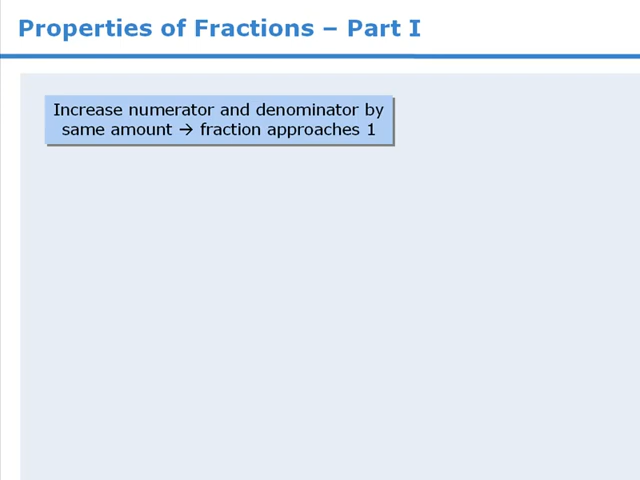 Properties of Fractions – Part I
Increase numerator and denominator by
same amount → fraction approaches 1